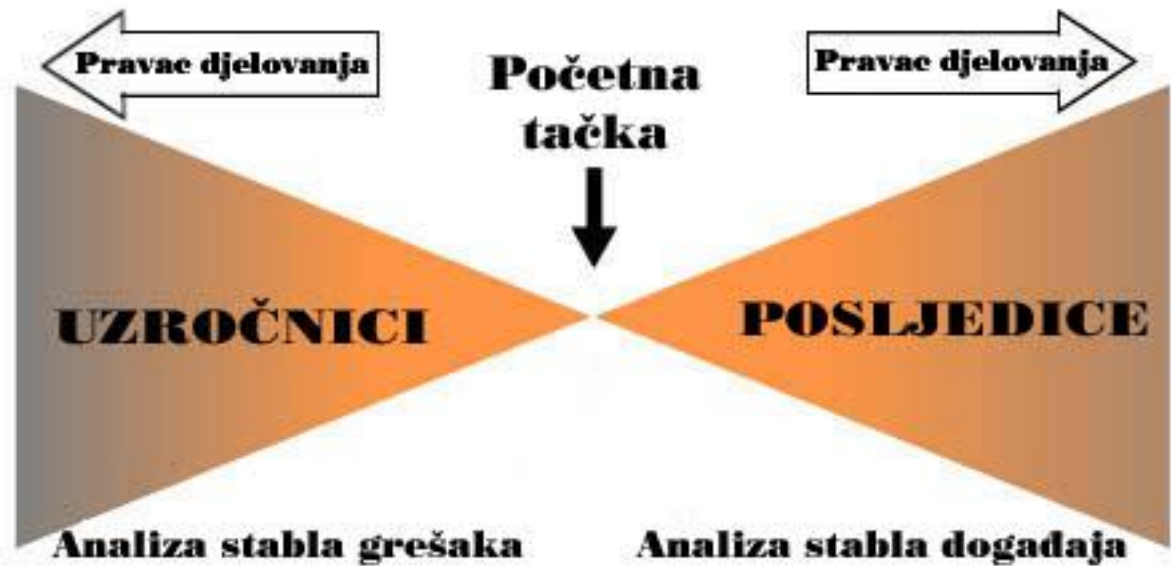 Pravac djelovanja
Početna
tačka
Pravac djelovanja
UZROČNICI
POSLJEDICE
Analiza stabla grešaka
Analiza stabla događaja